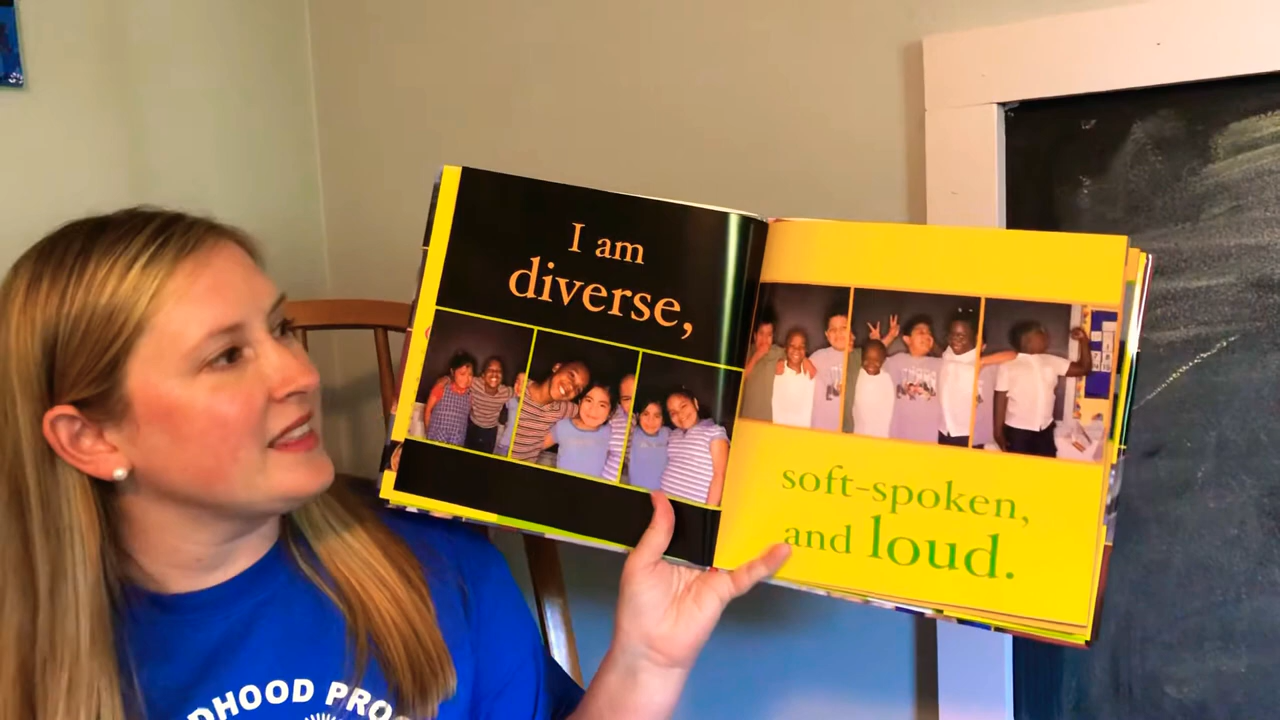 I am
diverse,
soft-spoken,
and loud.
DHOOD PRO